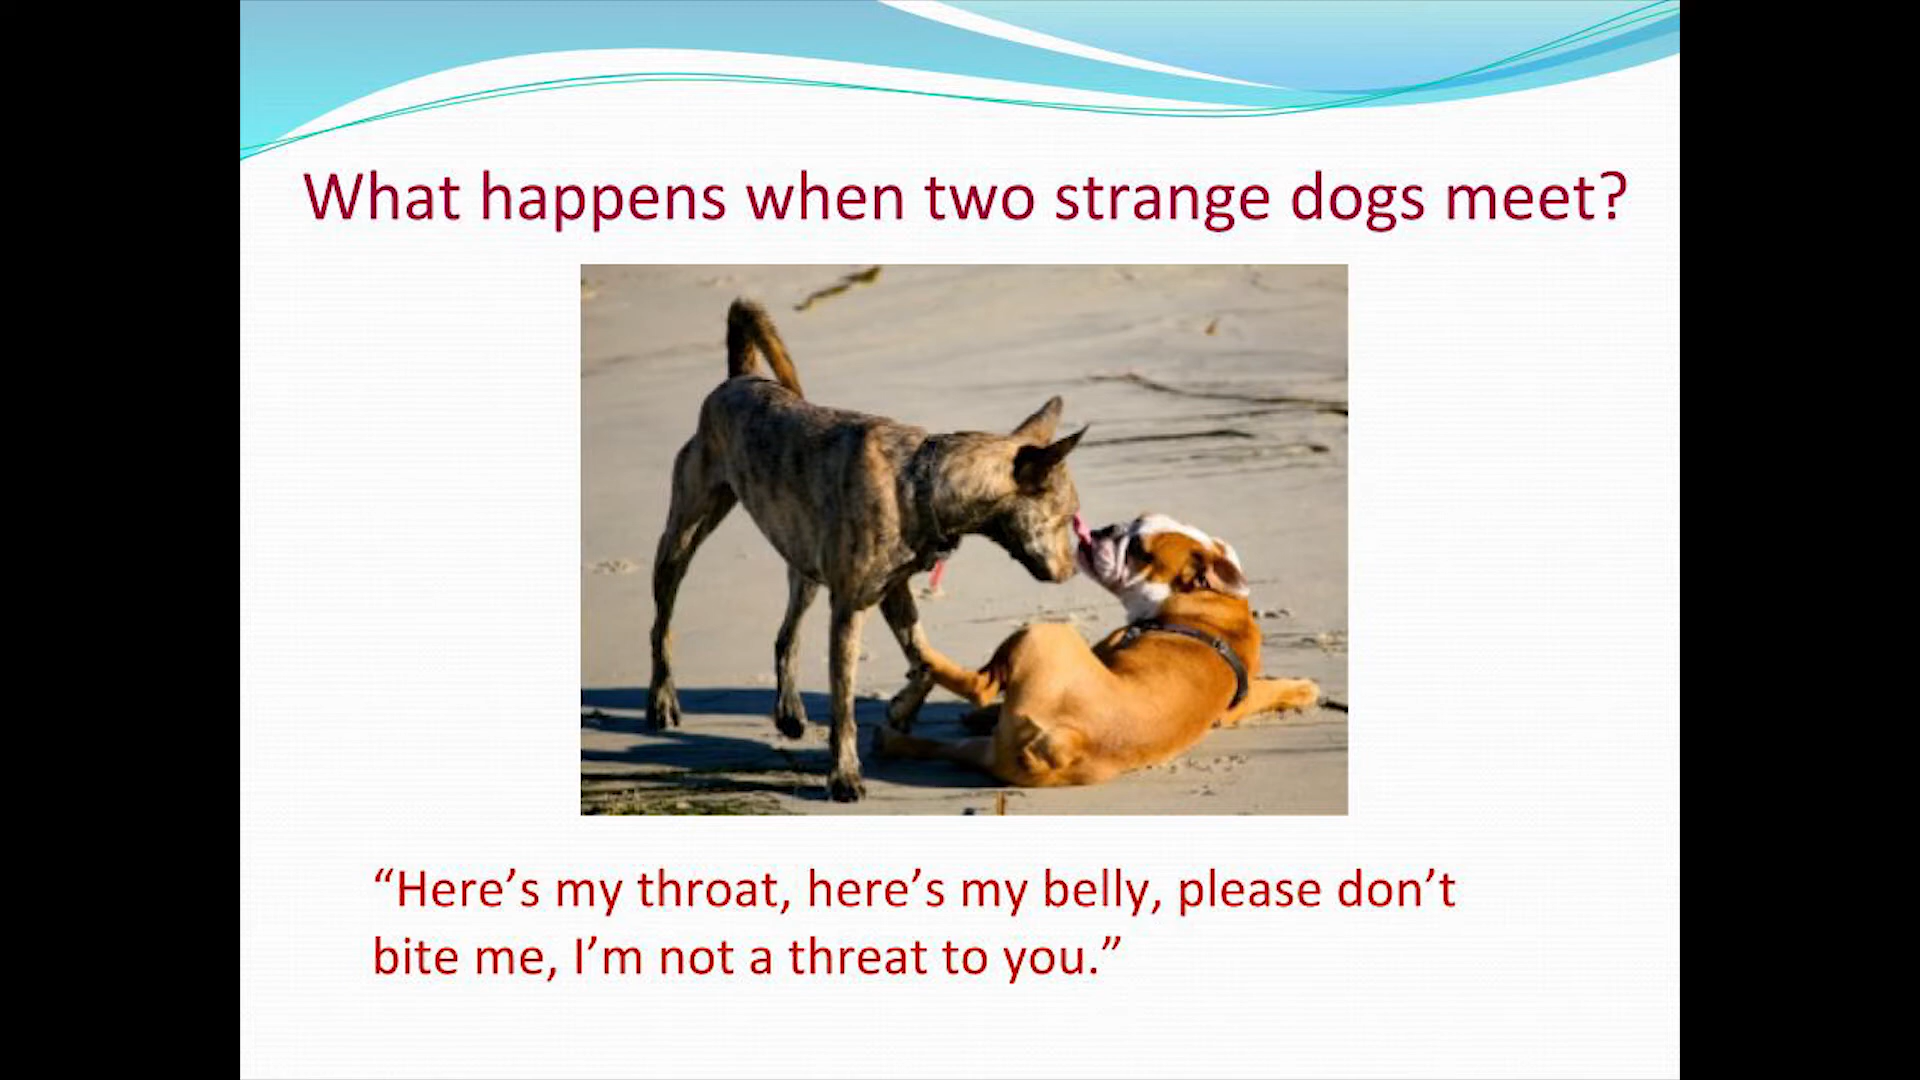 What happens when two strange dogs meet?
“Here’s my throat, here’s my belly, please don’t
bite me, I’m not a threat to you.”